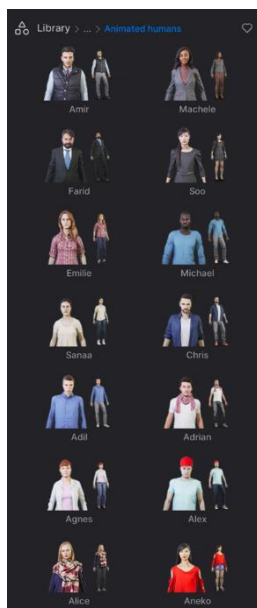 Library > ... > Animated humans
Amir
Machele
Farid
Soo
Emilie
Michael
Sanaa
Chris
Adil
Adrian
Agnes
Alex
Alice
Aneko